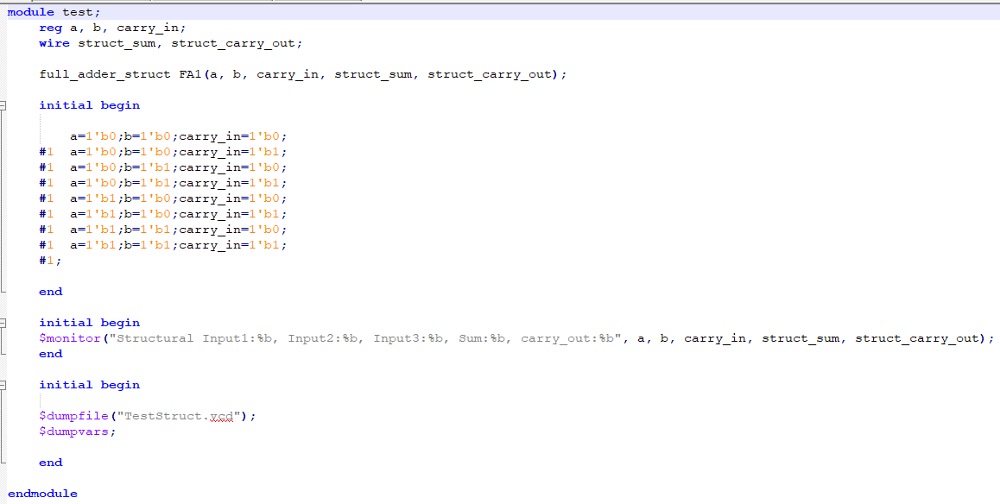 module test;
reg a, b, carry_in;
wire struct_sum, struct_carry_out;
full_adder_struct FA1(a, b, carry_in, struct_sum, struct_carry_out);
initial begin
a=1'b0;b=1'b0;carry_in=1'b0;
#1 a=1'b0;b=1'b0;carry_in=1'b1;
#1 a=1'b0;b=1'b1;carry_in=1'b0;
#1 a=1'b0;b=1'b1;carry_in=1'b1;
#1 a=1'b1;b=1'b0;carry_in=1'b0;
#1 a=1'b1;b=1'b0;carry_in=1'b1;
#1 a=1'b1;b=1'b1;carry_in=1'b0;
#1 a=1'b1;b=1'b1;carry_in=1'b1;
#1;
end
initial begin
$monitor("Structural Input1:%b, Input2:%b, Input3:%b, Sum:%b, carry_out:%b", a, b, carry_in, struct_sum, struct_carry_out);
end
initial begin
$dumpfile("TestStruct.vcd");
$dumpvars;
end
endmodule